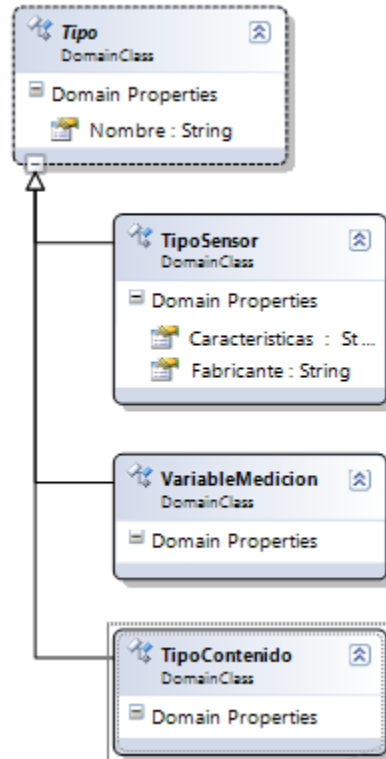 Tipo
DomainClass
Domain Properties
Nombre : String
TipoSensor
DomainClass
Domain Properties
Caracteristicas : St...
Fabricante : String
VariableMedicion
DomainClass
Domain Properties
TipoContenido
DomainClass
Domain Properties